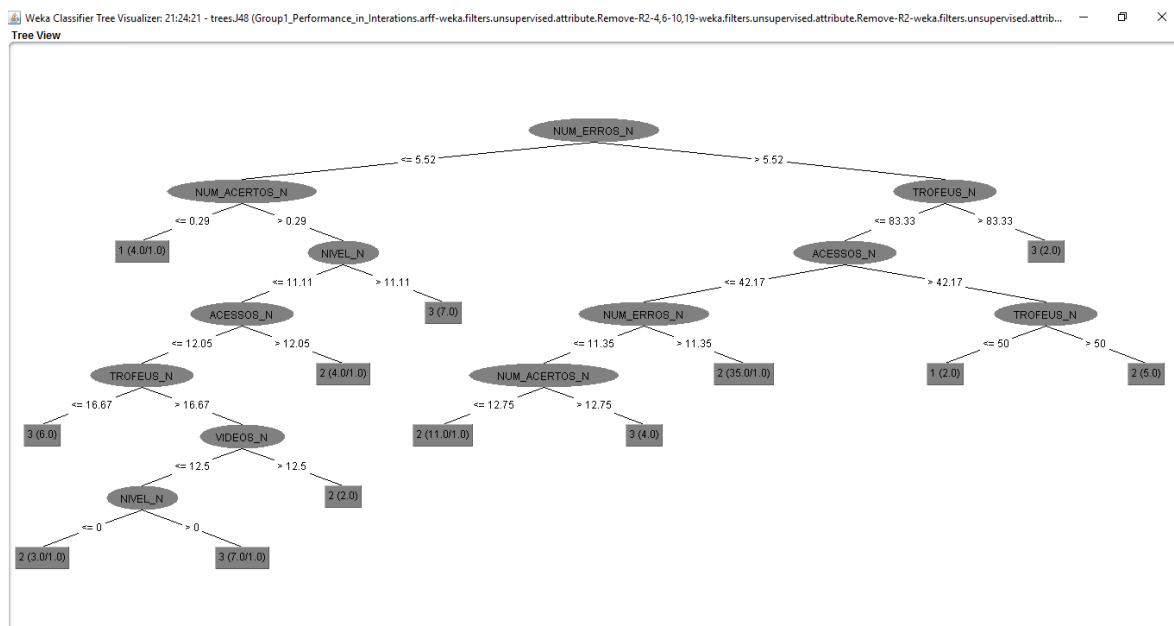 Weka Classifier Tree Visualizer: 21:24:21 - trees.J48 (Group1_Performance_in_Interations.arff-weka.filters.unsupervised.attribute.Remove-R2-4,6-10,19-weka.filters.unsupervised.attribute.Remove-R2-weka.filters.unsupervised.attrib...
Tree View
NUM_ERROS_N
<= 5.52 > 5.52
NUM_ACERTOS_N TROFEUS_N
<= 0.29 > 0.29 <= 83.33 > 83.33
1 (4.0/1.0) NIVEL_N ACESSOS_N 3 (2.0)
<= 11.11 > 11.11 <= 42.17 > 42.17
ACESSOS_N 3 (7.0) NUM_ERROS_N TROFEUS_N
<= 12.05 > 12.05 <= 11.35 > 11.35 <= 50 > 50
TROFEUS_N 2 (4.0/1.0) NUM_ACERTOS_N 2 (35.0/1.0) 1 (2.0) 2 (5.0)
<= 16.67 > 16.67 <= 12.75 > 12.75
3 (6.0) VIDEOS_N 2 (11.0/1.0) 3 (4.0)
<= 12.5 > 12.5
NIVEL_N 2 (2.0)
<= 0 > 0
2 (3.0/1.0) 3 (7.0/1.0)